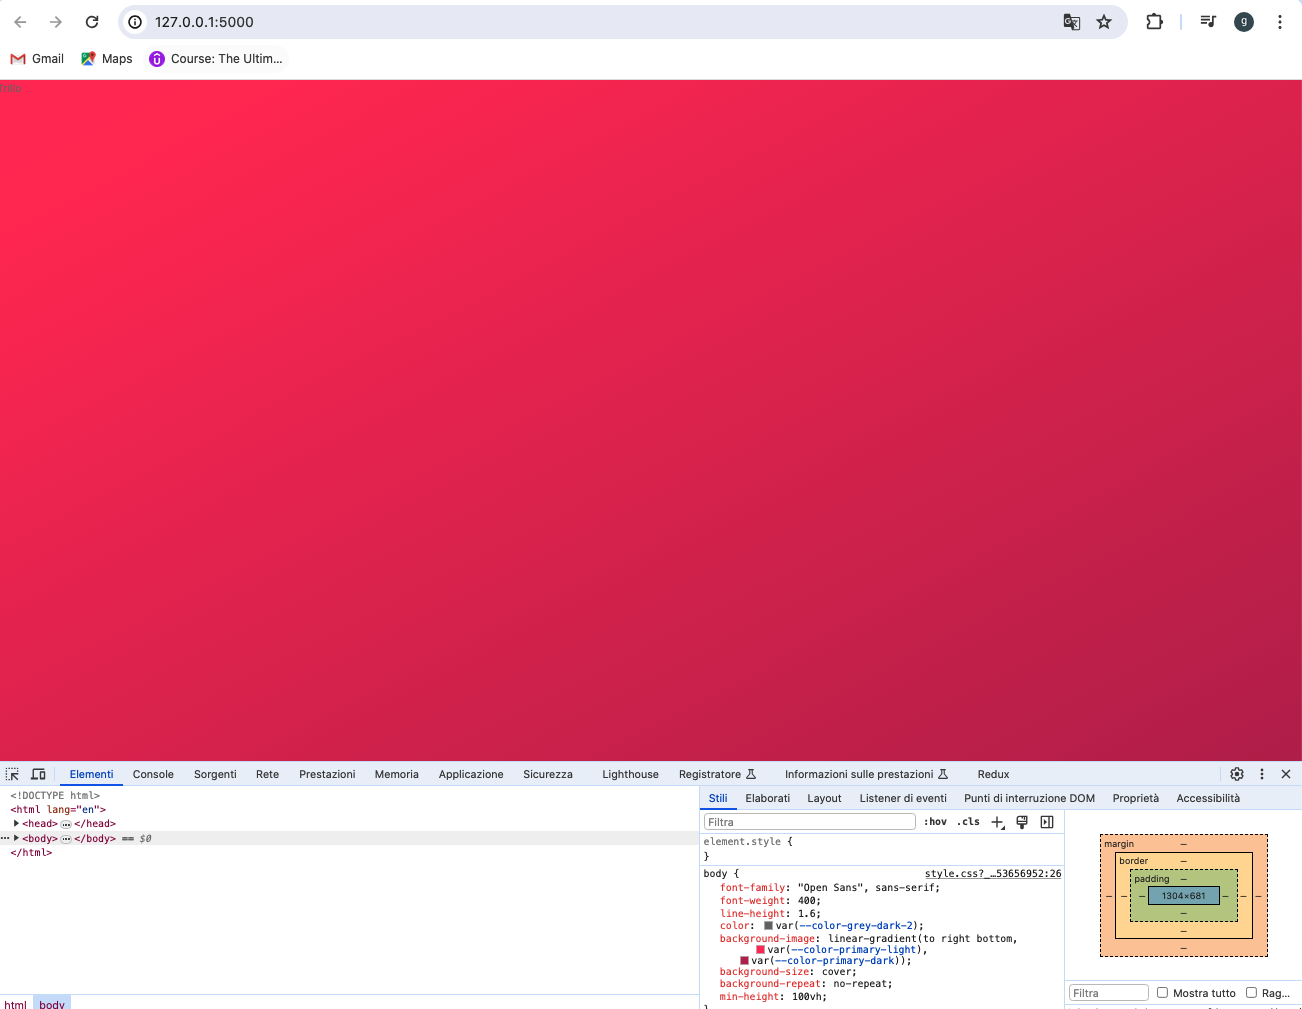 127.0.0.1:5000
g
Gmail Maps Course: The Ultim...
folio
Elementi Console Sorgenti Rete Prestazioni Memoria Applicazione Sicurezza Lighthouse Registratore Informazioni sulle prestazioni Redux
<!DOCTYPE html>
<html lang="en">
<head> … </head>
<body> … </body> == $0
</html>
html body
Stili Elaborati Layout Listener di eventi Punti di interruzione DOM Proprietà Accessibilità
Filtra :hov .cls
element.style {
}
body { style.css?_…53656952:26
font-family: "Open Sans", sans-serif;
font-weight: 400;
line-height: 1.6;
color: var(--color-grey-dark-2);
background-image: linear-gradient(to right bottom,
var(--color-primary-light),
var(--color-primary-dark));
background-size: cover;
background-repeat: no-repeat;
min-height: 100vh;
}
margin –
border –
padding –
– – – 1304×681 – – –
–
–
–
Filtra Mostra tutto Rag...